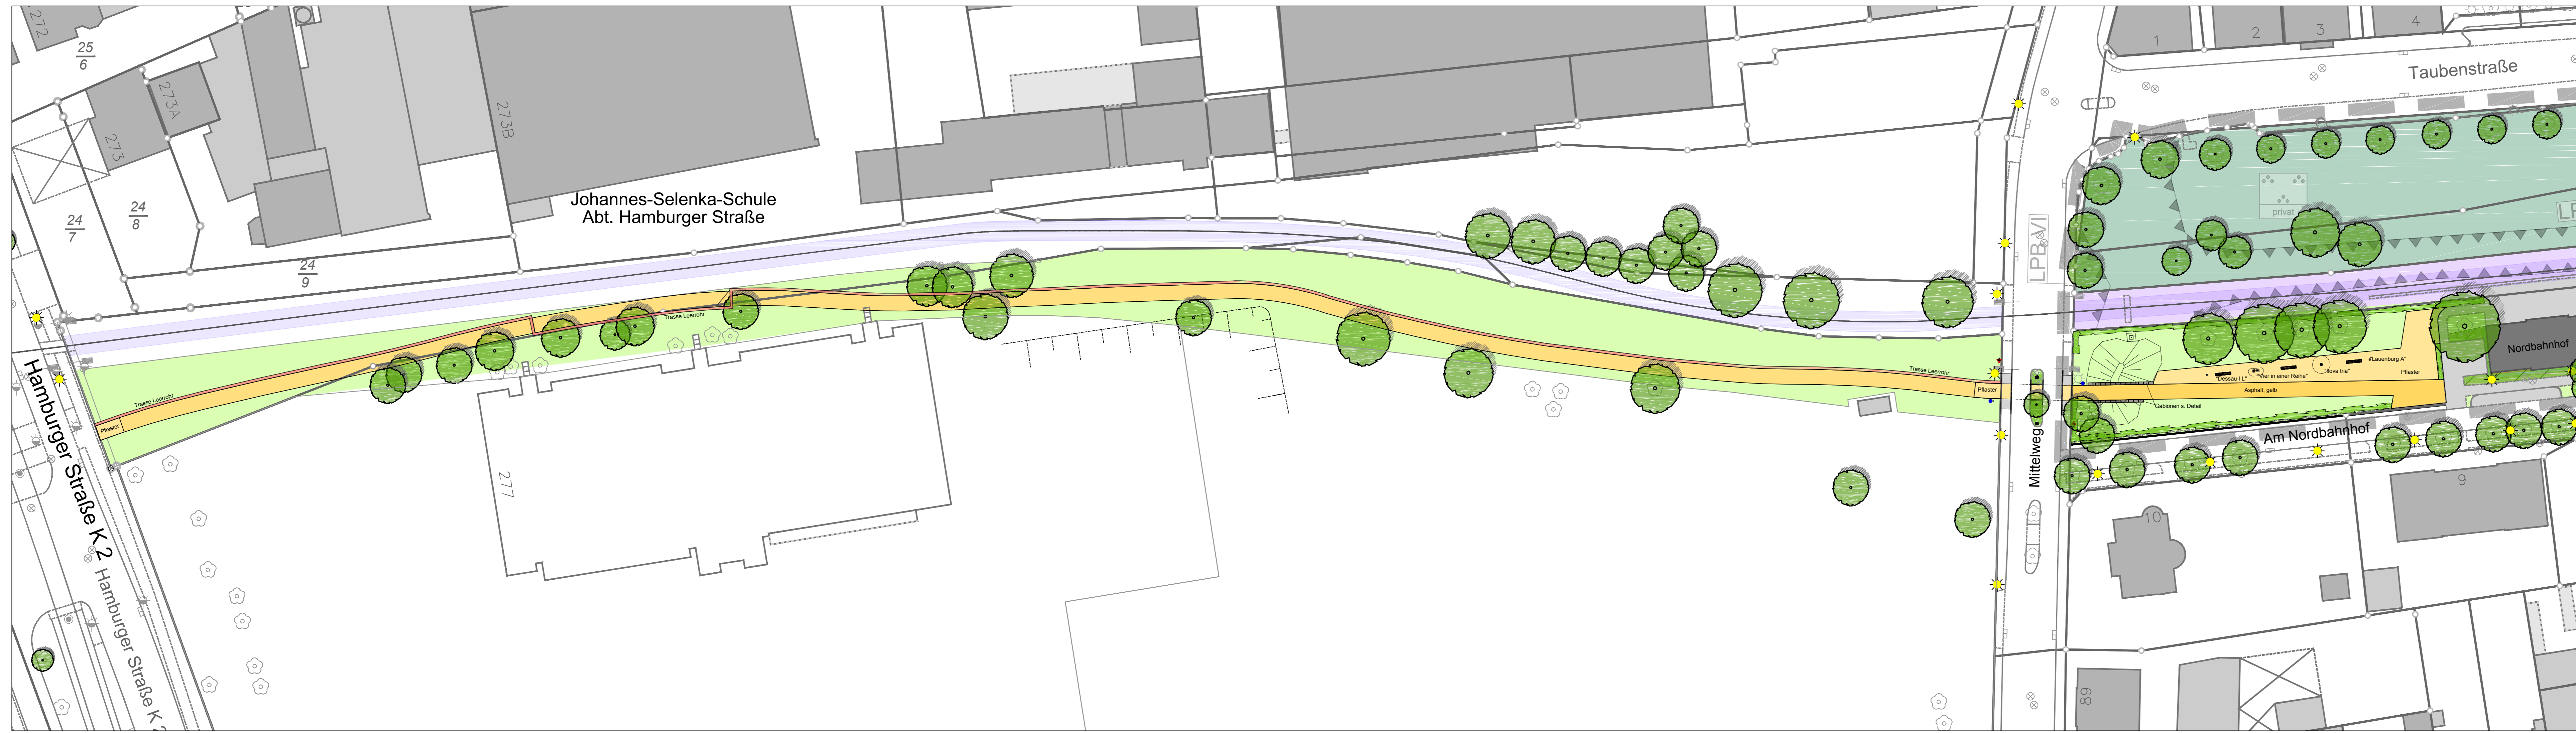 272
25
6
273A
273
24
7
24
8
24
9
273B
Johannes-Selenka-Schule
Abt. Hamburger Straße
Trasse Leerrohr
Trasse Leerrohr
Trasse Leerrohr
Pflaster
Pflaster
Hamburger Straße K 2
Hamburger Straße K 2
277
Mittelweg
LPB VI
1
2
3
4
Taubenstraße
privat
Nordbahnhof
"Lauenburg A"
"Dessau I L"
"Vier in einer Reihe"
"Nova tria"
Pflaster
Asphalt, gelb
Gabionen s. Detail
Am Nordbahnhof
9
10
89